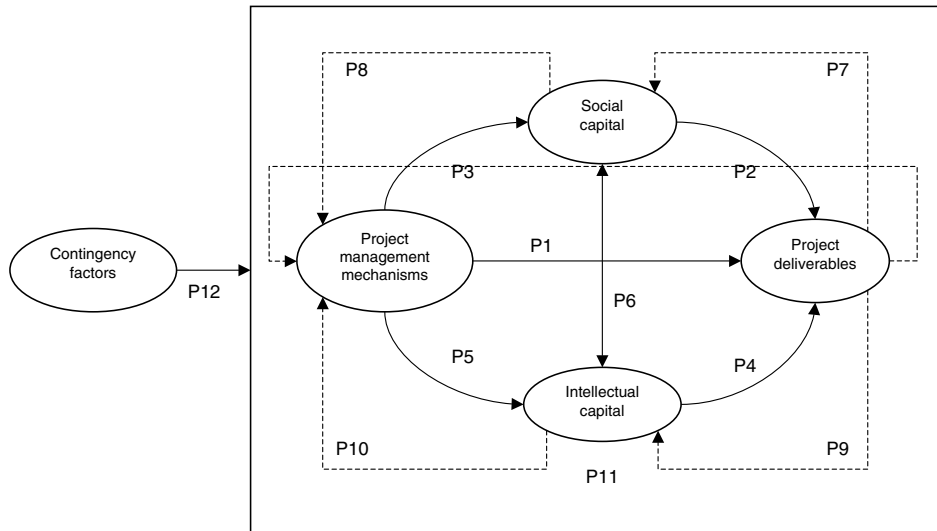 P8
P7
Social
capital
P3
P2
Contingency
factors
P12
Project
management
mechanisms
P1
Project
deliverables
P6
P5
P4
Intellectual
capital
P10
P9
P11